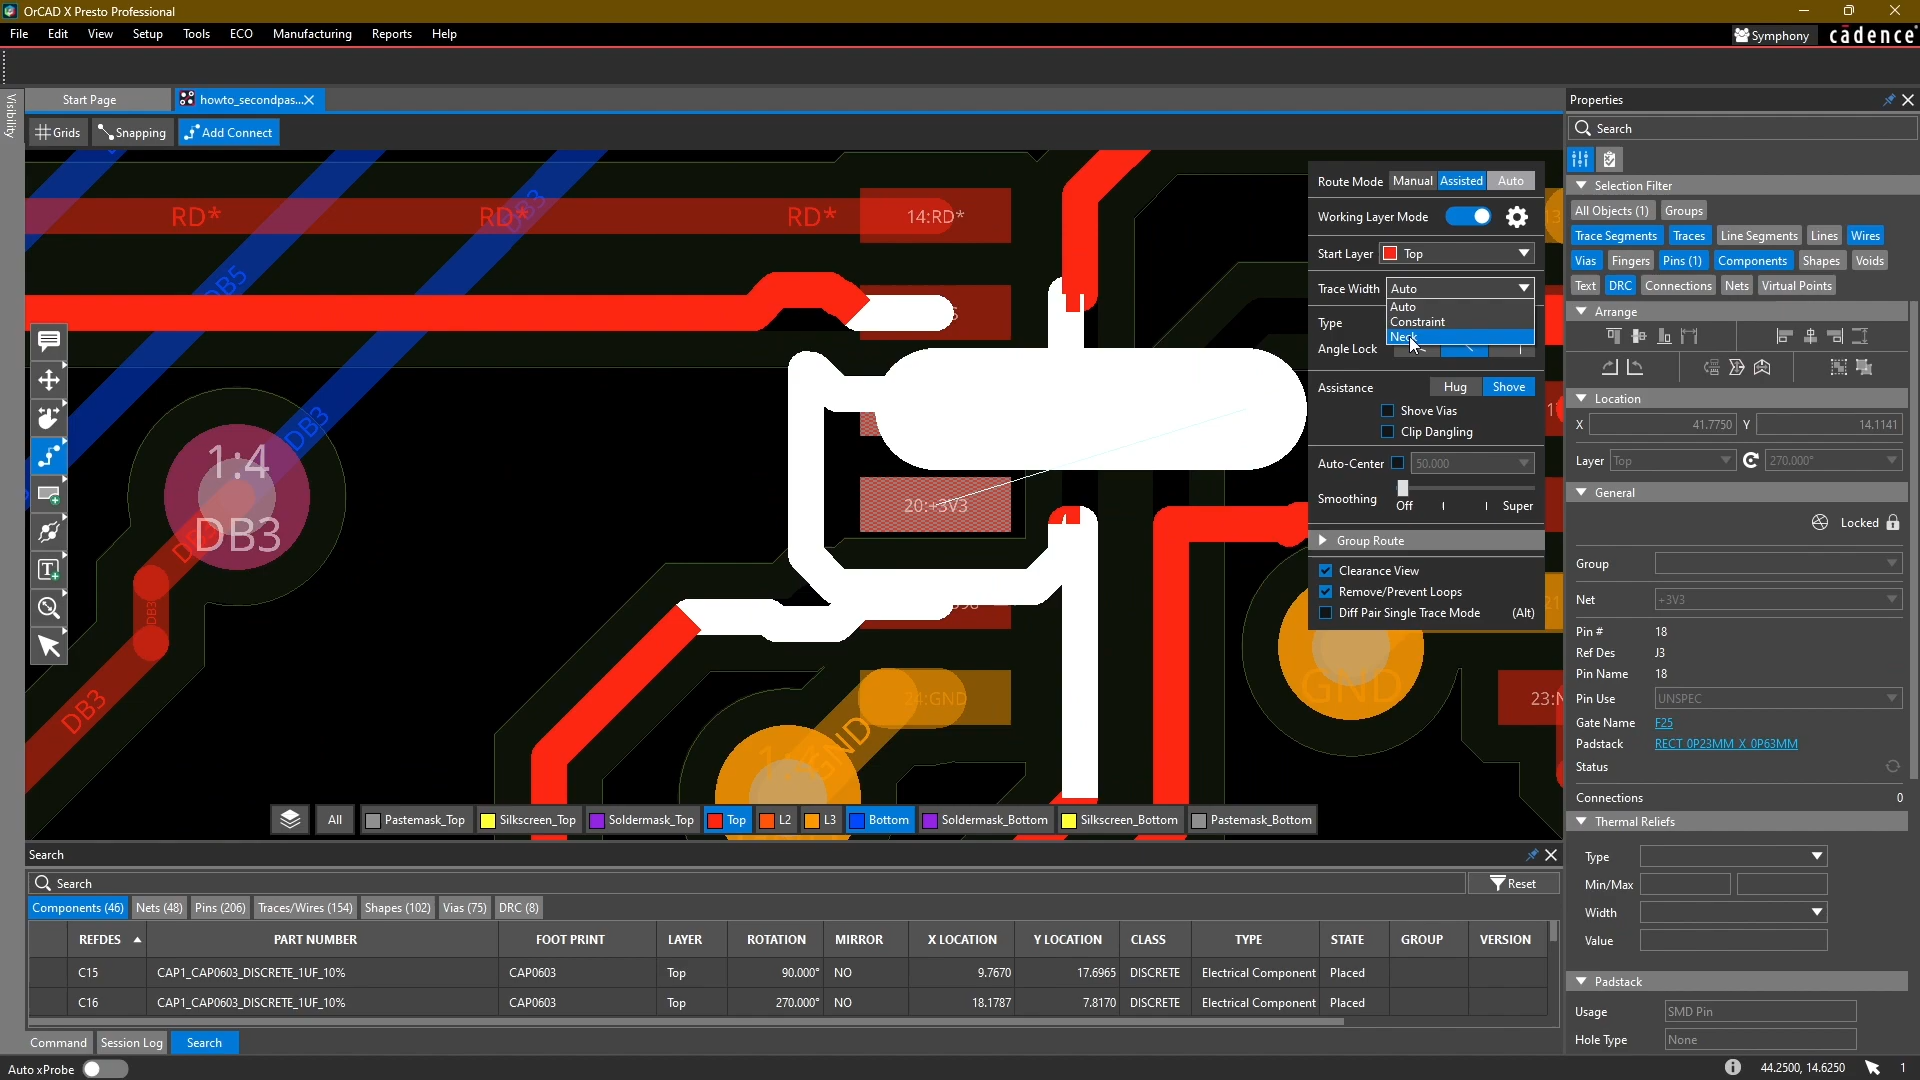 OrCAD X Presto Professional
File Edit View Setup Tools ECO Manufacturing Reports Help
Symphony cādence
Visibility
Start Page howto_secondpas...
Grids Snapping Add Connect
RD* RD* RD* 14:RD*
DB3
DB5
DB3
1:4
DB3
DB3
DB3
20:+3V3
24:GND
GND
GND
23:N
Route Mode Manual Assisted Auto
Working Layer Mode
Start Layer Top
Trace Width Auto
Auto
Constraint
Neck
Type
Angle Lock
Assistance Hug Shove
Shove Vias
Clip Dangling
Auto-Center 50.000
Smoothing Off Super
Group Route
Clearance View
Remove/Prevent Loops
Diff Pair Single Trace Mode (Alt)
All Pastemask_Top Silkscreen_Top Soldermask_Top Top L2 L3 Bottom Soldermask_Bottom Silkscreen_Bottom Pastemask_Bottom
Properties
Search
Selection Filter
All Objects (1) Groups
Trace Segments Traces Line Segments Lines Wires
Vias Fingers Pins (1) Components Shapes Voids
Text DRC Connections Nets Virtual Points
Arrange
Location
X 41.7750 Y 14.1141
Layer Top 270.000°
General
Locked
Group
Net +3V3
Pin # 18
Ref Des J3
Pin Name 18
Pin Use UNSPEC
Gate Name F25
Padstack RECT_0P23MM_X_0P63MM
Status
Connections 0
Thermal Reliefs
Type
Min/Max
Width
Value
Padstack
Usage SMD Pin
Hole Type None
Search
Search Reset
Components (46) Nets (48) Pins (206) Traces/Wires (154) Shapes (102) Vias (75) DRC (8)
REFDES PART NUMBER FOOT PRINT LAYER ROTATION MIRROR X LOCATION Y LOCATION CLASS TYPE STATE GROUP VERSION
C15 CAP1_CAP0603_DISCRETE_1UF_10% CAP0603 Top 90.000° NO 9.7670 17.6965 DISCRETE Electrical Component Placed
C16 CAP1_CAP0603_DISCRETE_1UF_10% CAP0603 Top 270.000° NO 18.1787 7.8170 DISCRETE Electrical Component Placed
Command Session Log Search
Auto xProbe 44.2500, 14.6250 1